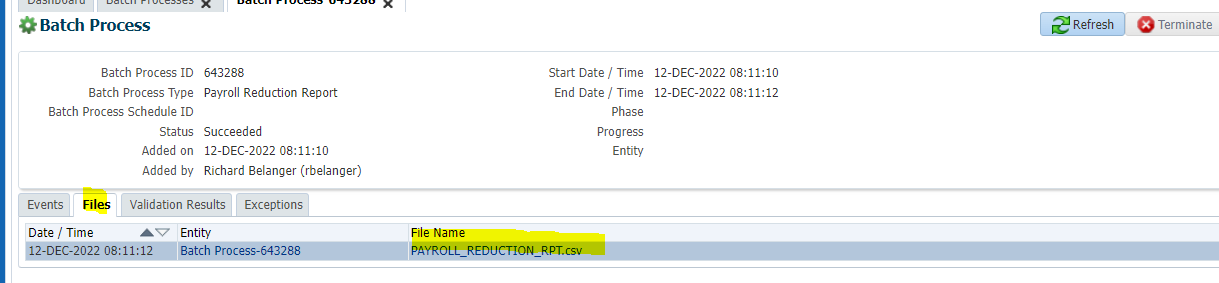 Dashboard Batch Processes Batch Process-643288
Batch Process
Refresh Terminate
Batch Process ID 643288 Start Date / Time 12-DEC-2022 08:11:10
Batch Process Type Payroll Reduction Report End Date / Time 12-DEC-2022 08:11:12
Batch Process Schedule ID Phase
Status Succeeded Progress
Added on 12-DEC-2022 08:11:10 Entity
Added by Richard Belanger (rbelanger)
Events Files Validation Results Exceptions
Date / Time Entity File Name
12-DEC-2022 08:11:12 Batch Process-643288 PAYROLL_REDUCTION_RPT.csv